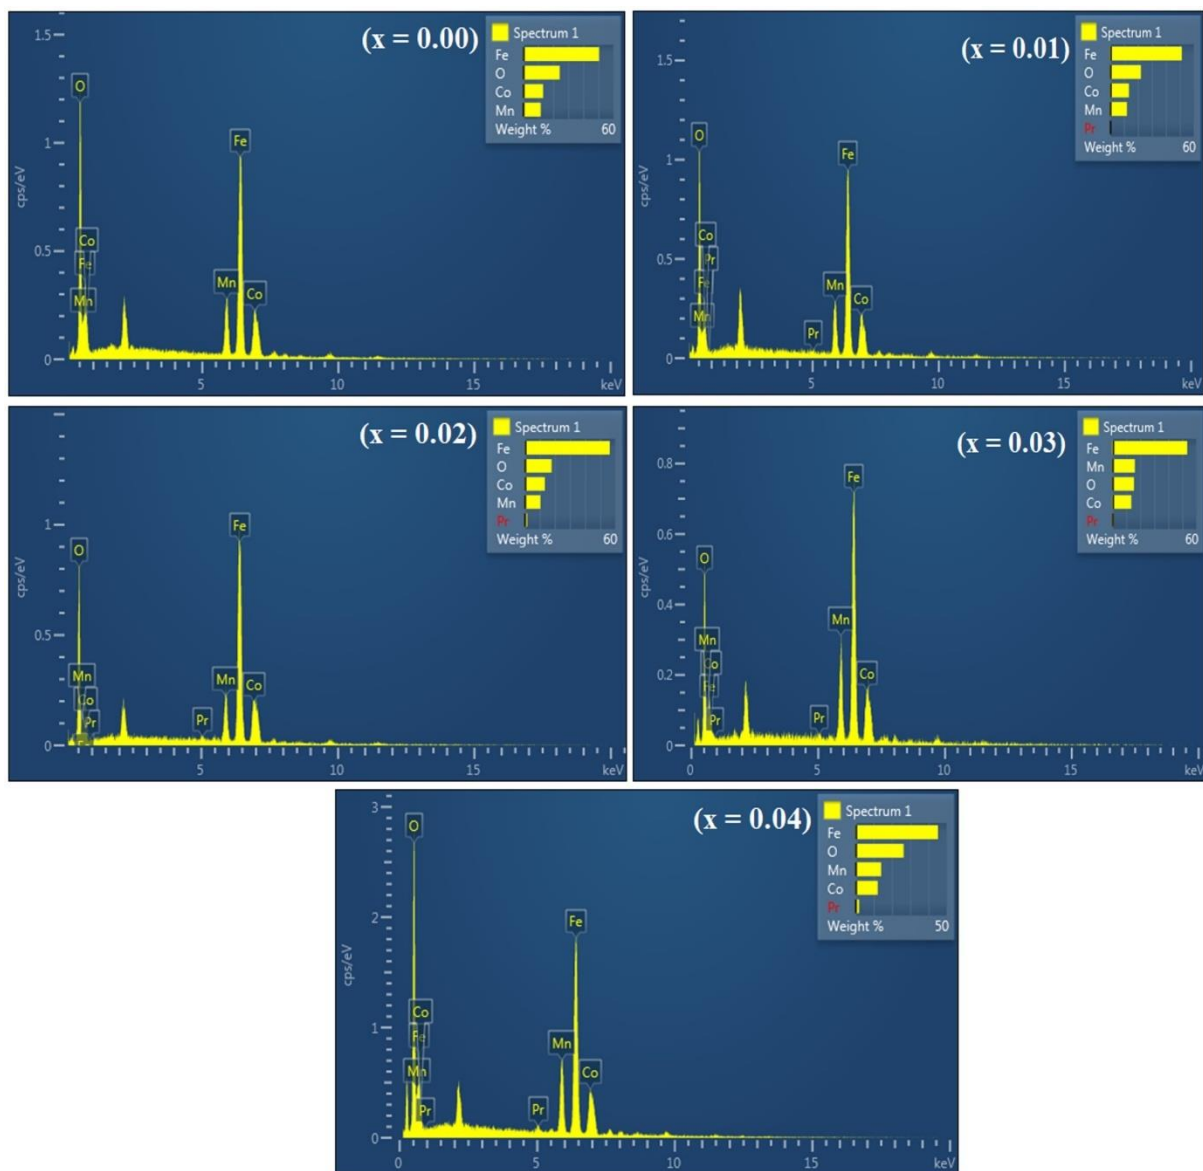 (x = 0.00)
Spectrum 1
Fe
O
Co
Mn
Weight % 60
1.5
1
0.5
0
cps/eV
O
Co
Fe
Mn
Mn
Fe
Co
5 10 15 keV
(x = 0.01)
Spectrum 1
Fe
O
Co
Mn
Pr
Weight % 60
1.5
1
0.5
0
cps/eV
O
Co
Pr
Fe
Mn
Pr
Mn
Fe
Co
5 10 15 keV
(x = 0.02)
Spectrum 1
Fe
O
Co
Mn
Pr
Weight % 60
1
0.5
0
cps/eV
O
Mn
Co
Pr
Pr
Mn
Fe
Co
5 10 15 keV
(x = 0.03)
Spectrum 1
Fe
Mn
O
Co
Pr
Weight % 60
0.8
0.6
0.4
0.2
0
cps/eV
O
Mn
Co
Fe
Pr
Pr
Mn
Fe
Co
0 5 10 15 keV
(x = 0.04)
Spectrum 1
Fe
O
Mn
Co
Pr
Weight % 50
3
2
1
0
cps/eV
O
Co
Fe
Mn
Pr
Pr
Mn
Fe
Co
0 5 10 15 keV